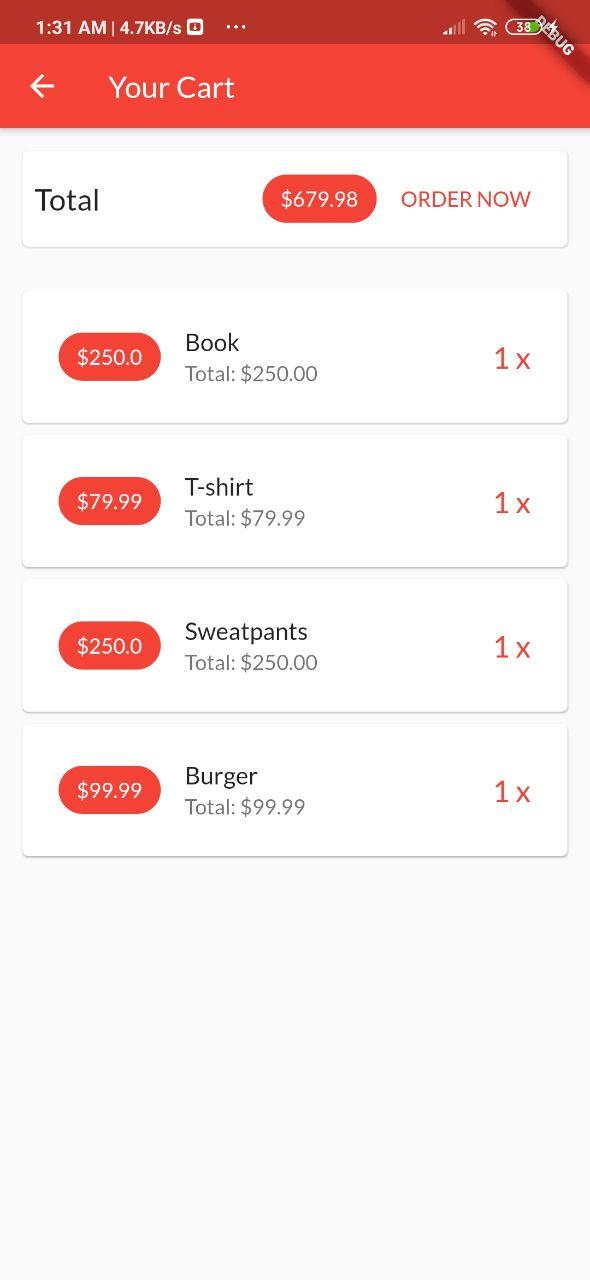 1:31 AM | 4.7KB/s ...
38
DEBUG
Your Cart
Total
$679.98
ORDER NOW
$250.0
Book
Total: $250.00
1 x
$79.99
T-shirt
Total: $79.99
1 x
$250.0
Sweatpants
Total: $250.00
1 x
$99.99
Burger
Total: $99.99
1 x